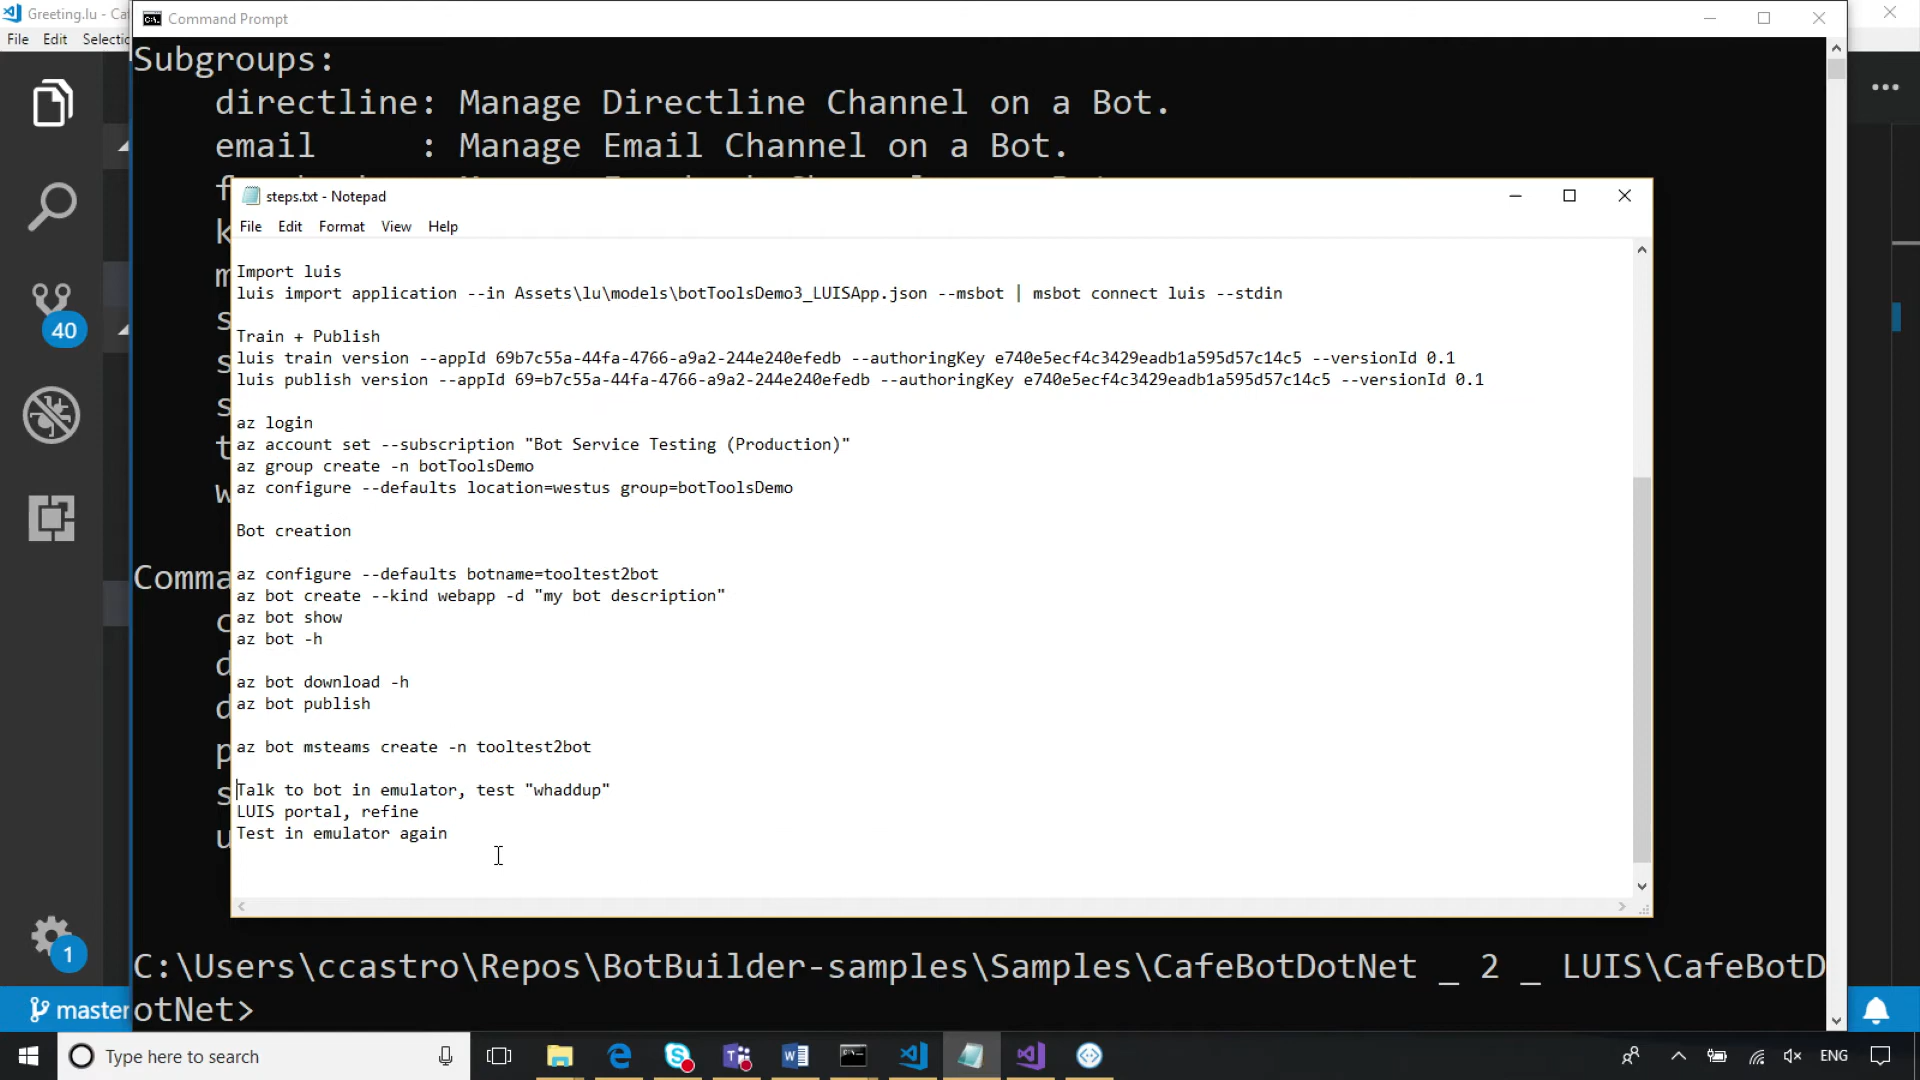 Greeting.lu - Ca
File Edit Selectio
Command Prompt
Subgroups:
directline: Manage Directline Channel on a Bot.
email : Manage Email Channel on a Bot.
steps.txt - Notepad
File Edit Format View Help
Import luis
luis import application --in Assets\lu\models\botToolsDemo3_LUISApp.json --msbot | msbot connect luis --stdin
Train + Publish
luis train version --appId 69b7c55a-44fa-4766-a9a2-244e240efedb --authoringKey e740e5ecf4c3429eadb1a595d57c14c5 --versionId 0.1
luis publish version --appId 69=b7c55a-44fa-4766-a9a2-244e240efedb --authoringKey e740e5ecf4c3429eadb1a595d57c14c5 --versionId 0.1
az login
az account set --subscription "Bot Service Testing (Production)"
az group create -n botToolsDemo
az configure --defaults location=westus group=botToolsDemo
Bot creation
Comma
az configure --defaults botname=tooltest2bot
az bot create --kind webapp -d "my bot description"
az bot show
az bot -h
az bot download -h
az bot publish
az bot msteams create -n tooltest2bot
Talk to bot in emulator, test "whaddup"
LUIS portal, refine
Test in emulator again
40
1
C:\Users\ccastro\Repos\BotBuilder-samples\Samples\CafeBotDotNet _ 2 _ LUIS\CafeBotD
otNet>
master
Type here to search
ENG